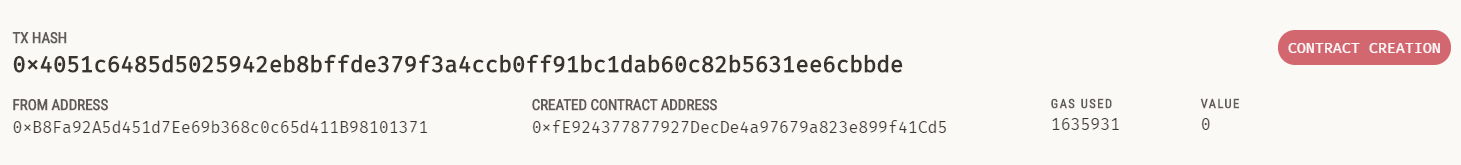 TX HASH
0×4051c6485d5025942eb8bffde379f3a4ccb0ff91bc1dab60c82b5631ee6cbbde
CONTRACT CREATION
FROM ADDRESS
0×B8Fa92A5d451d7Ee69b368c0c65d411B98101371
CREATED CONTRACT ADDRESS
0×fE924377877927DecDe4a97679a823e899f41Cd5
GAS USED
1635931
VALUE
0